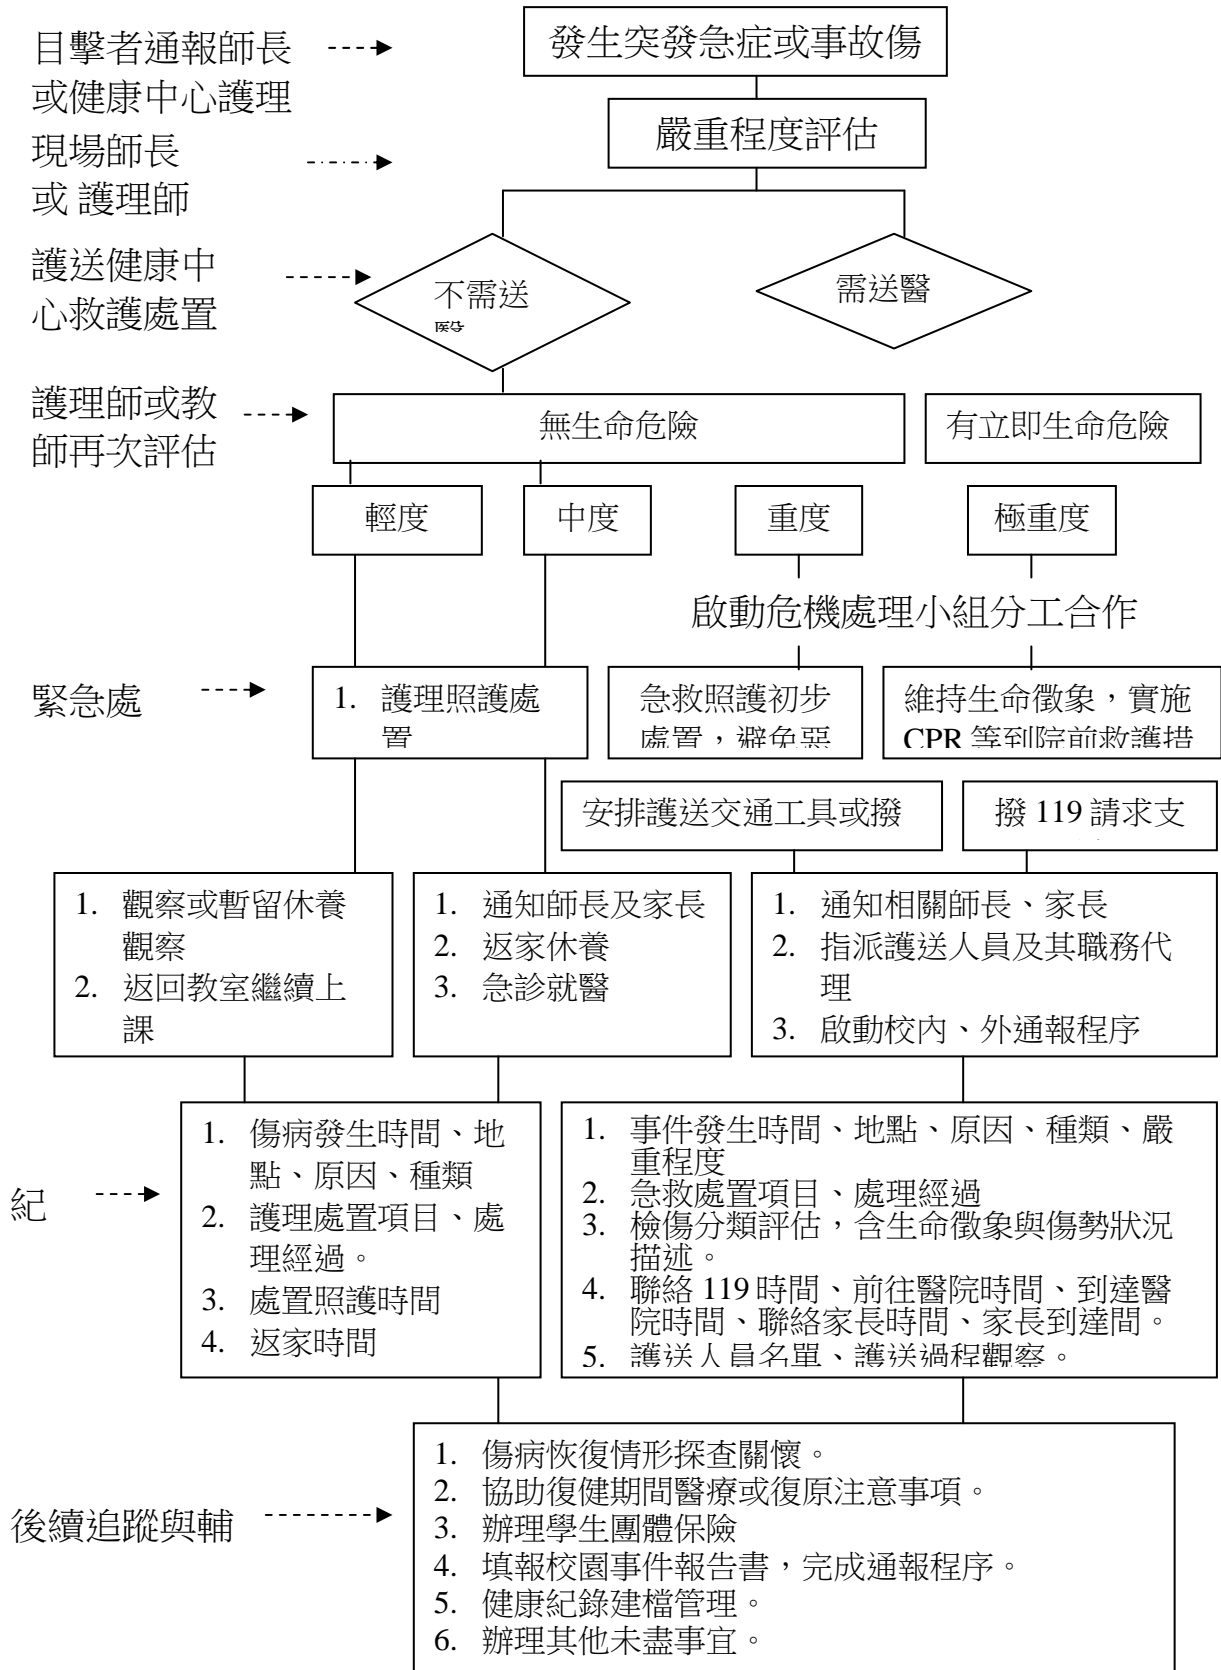 目擊者通報師長
或健康中心護理
發生突發急症或事故傷
嚴重程度評估
現場師長
或 護理師
護送健康中
心救護處置
不需送
需送醫
護理師或教
師再次評估
無生命危險
有立即生命危險
輕度
中度
重度
極重度
啟動危機處理小組分工合作
緊急處
1. 護理照護處
置
急救照護初步
處置，避免惡
維持生命徵象，實施
CPR 等到院前救護措
安排護送交通工具或撥
撥 119 請求支
1. 觀察或暫留休養
觀察
2. 返回教室繼續上
課
1. 通知師長及家長
2. 返家休養
3. 急診就醫
1. 通知相關師長、家長
2. 指派護送人員及其職務代
理
3. 啟動校內、外通報程序
紀
1. 傷病發生時間、地
點、原因、種類
2. 護理處置項目、處
理經過。
3. 處置照護時間
4. 返家時間
1. 事件發生時間、地點、原因、種類、嚴
重程度
2. 急救處置項目、處理經過
3. 檢傷分類評估，含生命徵象與傷勢狀況
描述。
4. 聯絡 119 時間、前往醫院時間、到達醫
院時間、聯絡家長時間、家長到達間。
5. 護送人員名單、護送過程觀察。
後續追蹤與輔
1. 傷病恢復情形探查關懷。
2. 協助復健期間醫療或復原注意事項。
3. 辦理學生團體保險
4. 填報校園事件報告書，完成通報程序。
5. 健康紀錄建檔管理。
6. 辦理其他未盡事宜。